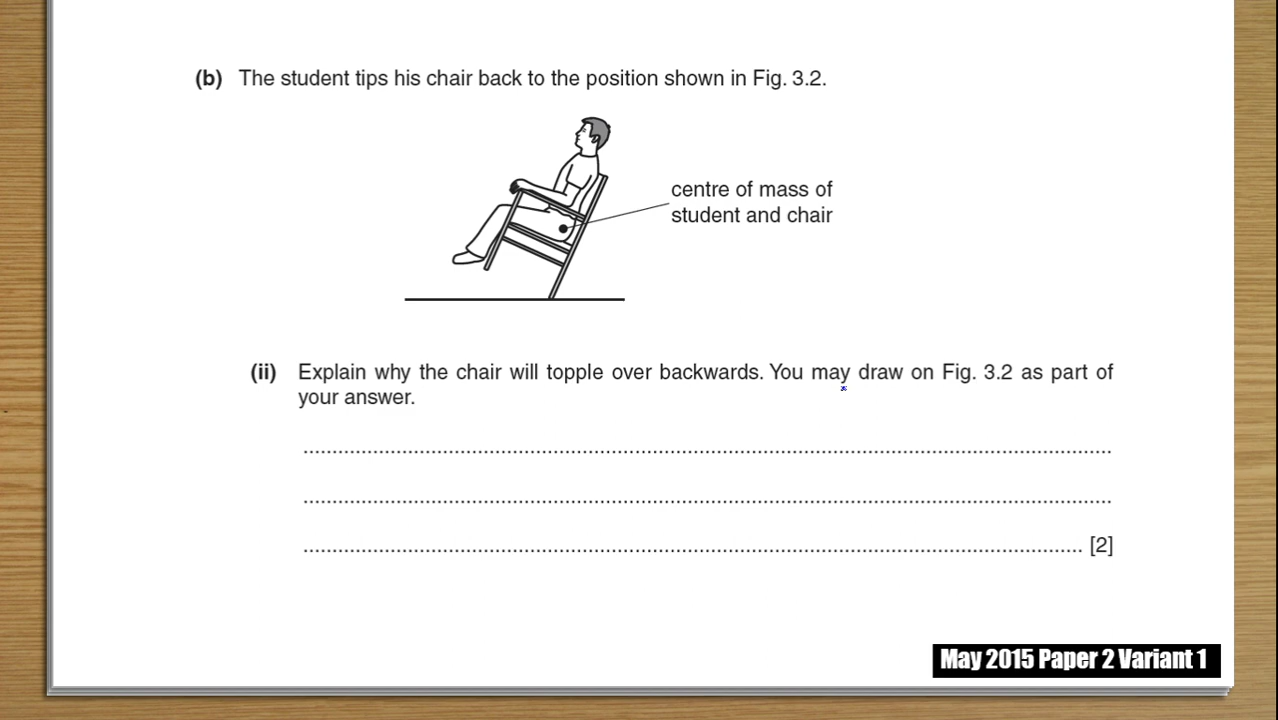 (b) The student tips his chair back to the position shown in Fig. 3.2.
centre of mass of
student and chair
(ii) Explain why the chair will topple over backwards. You may draw on Fig. 3.2 as part of
your answer.
[2]
May 2015 Paper 2 Variant 1